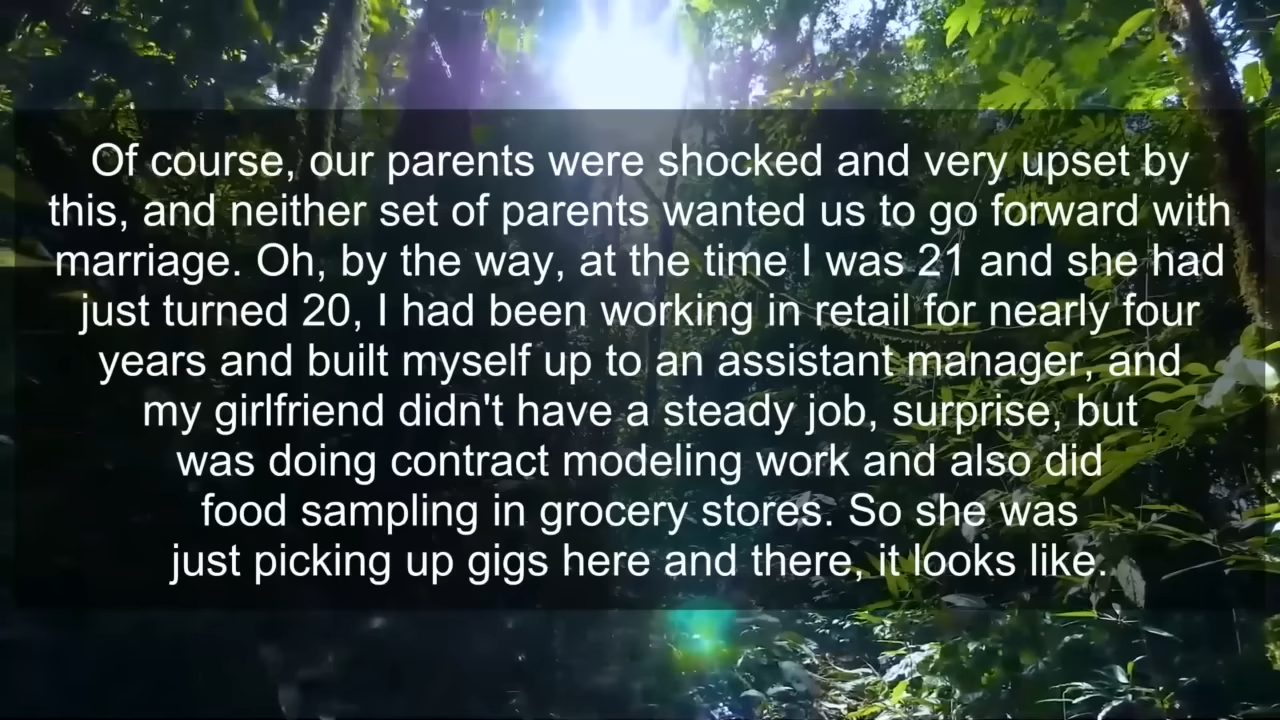 Of course, our parents were shocked and very upset by
this, and neither set of parents wanted us to go forward with
marriage. Oh, by the way, at the time I was 21 and she had
just turned 20, I had been working in retail for nearly four
years and built myself up to an assistant manager, and
my girlfriend didn't have a steady job, surprise, but
was doing contract modeling work and also did
food sampling in grocery stores. So she was
just picking up gigs here and there, it looks like.